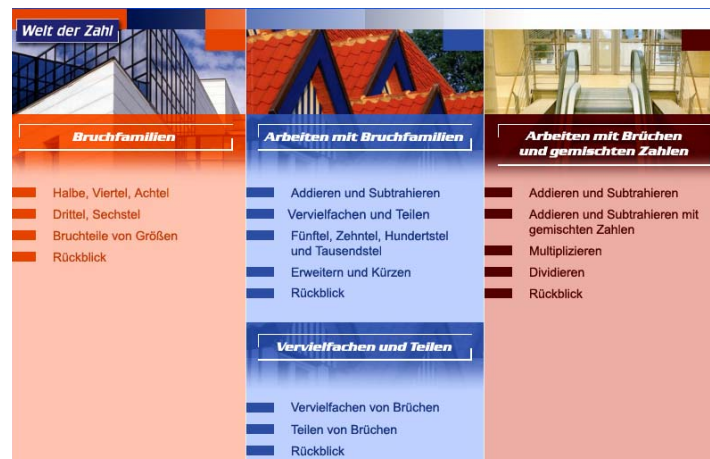 Welt der Zahl
Bruchfamilien
Halbe, Viertel, Achtel
Drittel, Sechstel
Bruchteile von Größen
Rückblick
Arbeiten mit Bruchfamilien
Addieren und Subtrahieren
Vervielfachen und Teilen
Fünftel, Zehntel, Hundertstel
und Tausendstel
Erweitern und Kürzen
Rückblick
Vervielfachen und Teilen
Vervielfachen von Brüchen
Teilen von Brüchen
Rückblick
Arbeiten mit Brüchen
und gemischten Zahlen
Addieren und Subtrahieren
Addieren und Subtrahieren mit
gemischten Zahlen
Multiplizieren
Dividieren
Rückblick